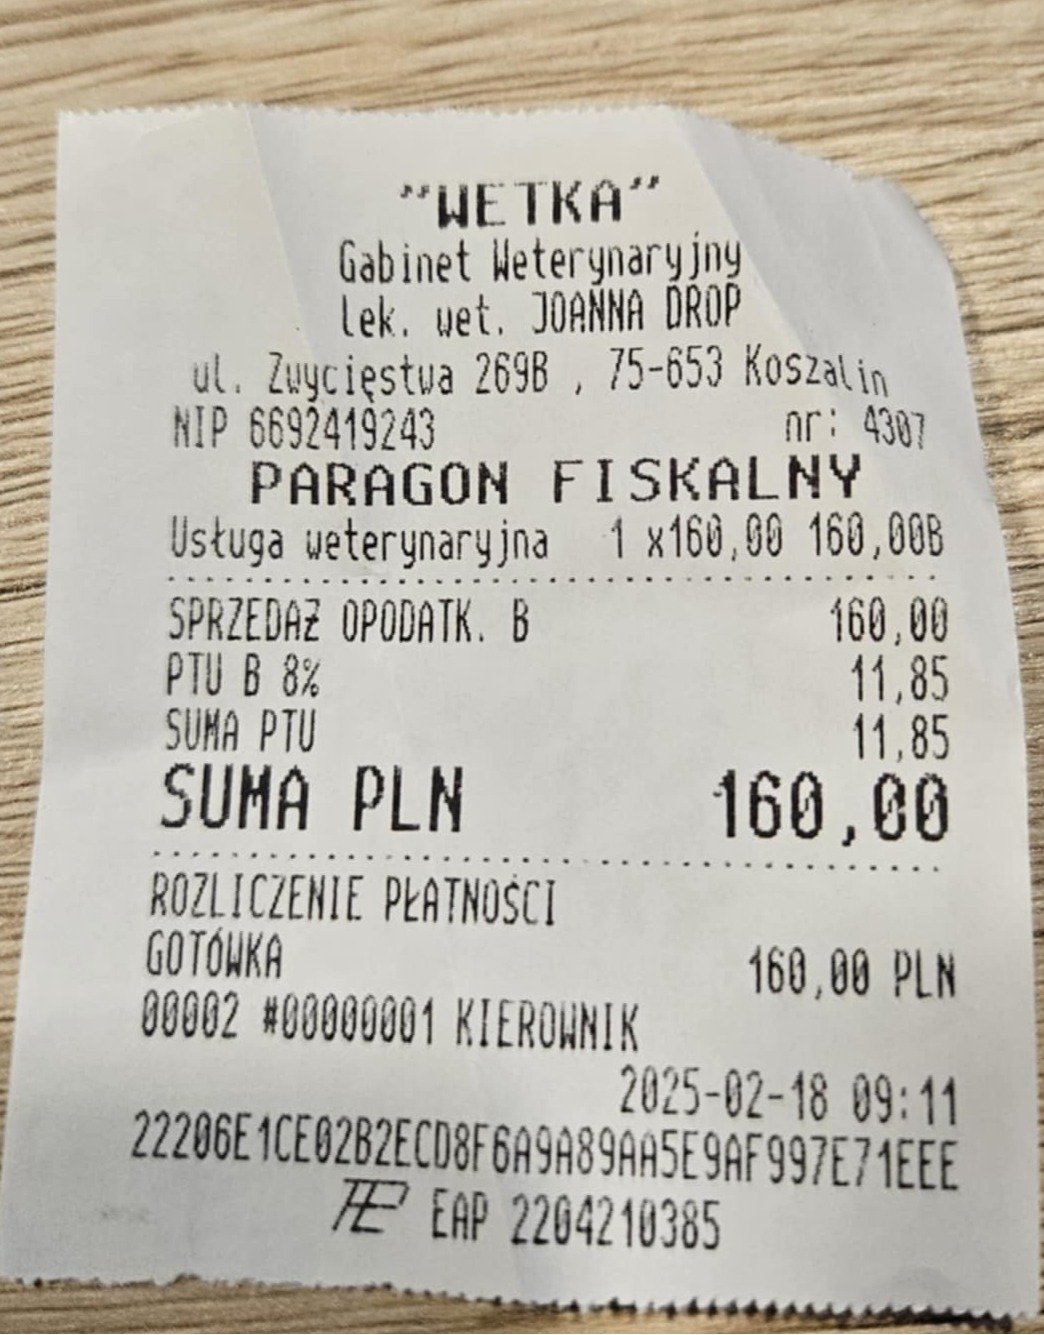 "WETKA"
Gabinet Weterynaryjny
lek. wet. JOANNA DROP
ul. Zwycięstwa 269B , 75-653 Koszalin
NIP 6692419243 nr: 4307
PARAGON FISKALNY
Usługa weterynaryjna 1 x160,00 160,00B
SPRZEDAŻ OPODATK. B 160,00
PTU B 8% 11,85
SUMA PTU 11,85
SUMA PLN 160,00
ROZLICZENIE PŁATNOŚCI
GOTÓWKA 160,00 PLN
00002 #00000001 KIEROWNIK
2025-02-18 09:11
22206E1CE02B2ECD8F6A9A89AA5E9AF997E71EEE
EAP 2204210385